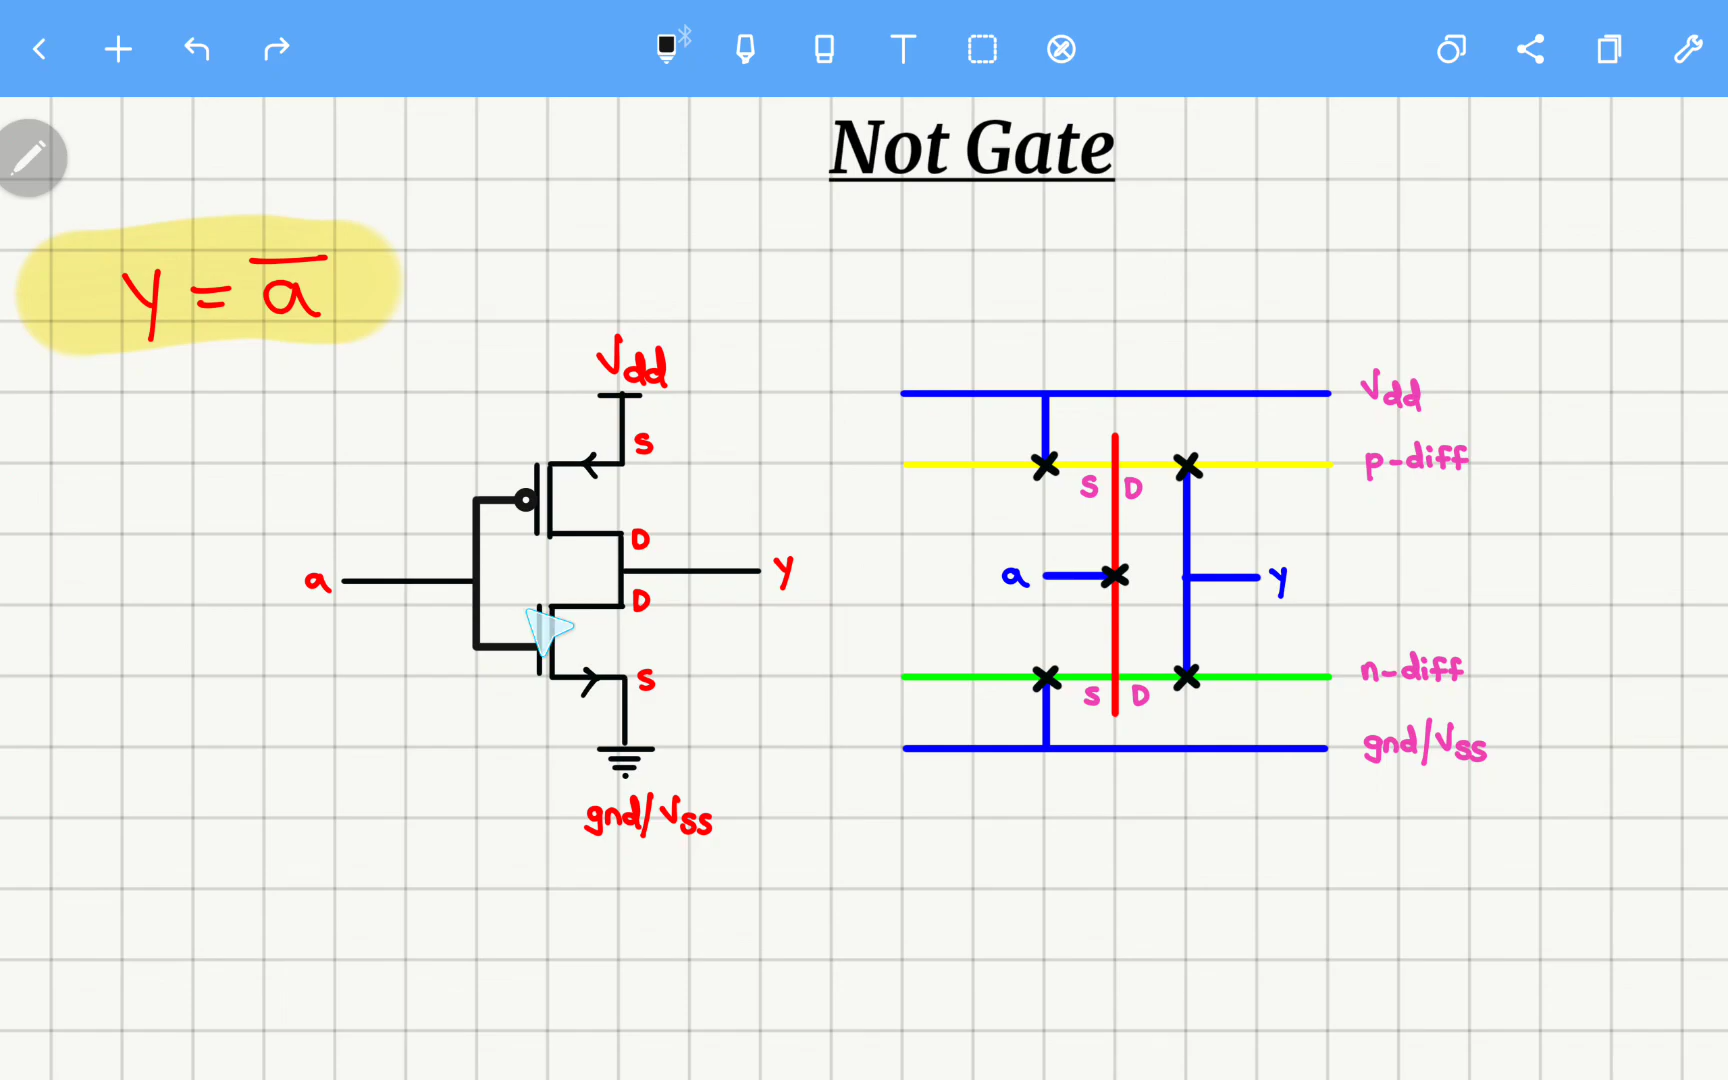 Not Gate
y = a̅
Vdd
S
D
a
y
D
S
gnd/Vss
Vdd
p-diff
S D
a
y
n-diff
S D
gnd/Vss